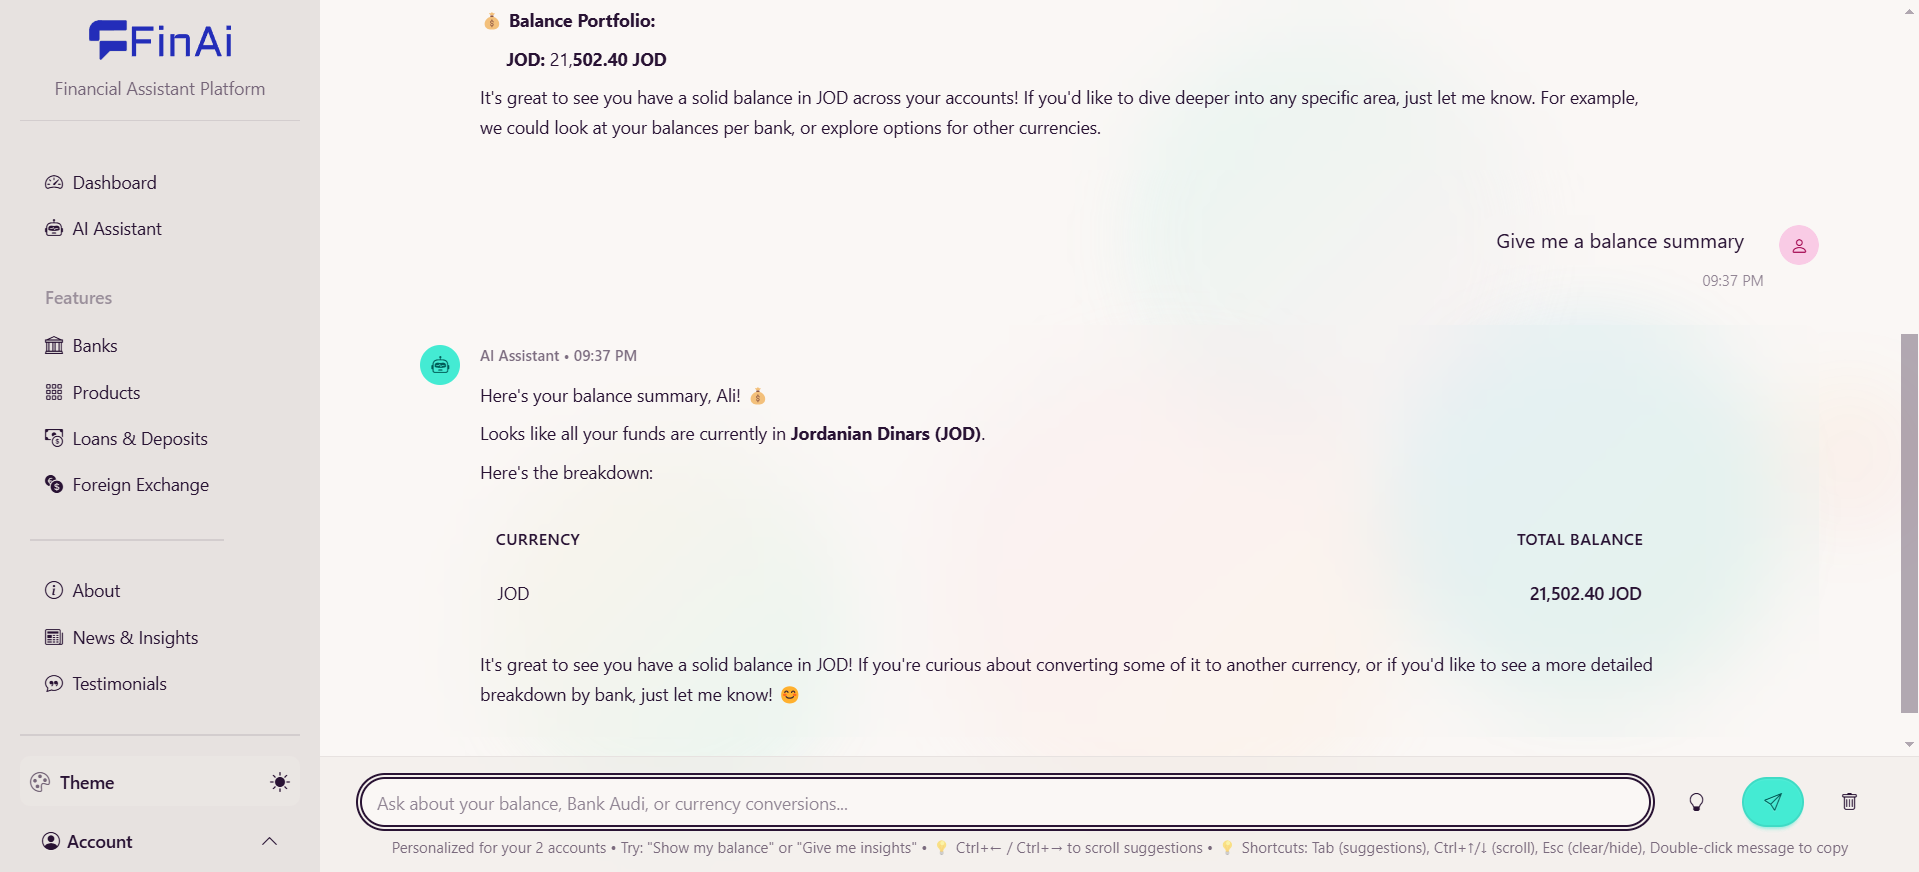 FinAi
Financial Assistant Platform
Dashboard
AI Assistant
Features
Banks
Products
Loans & Deposits
Foreign Exchange
About
News & Insights
Testimonials
Theme
Account
💰 Balance Portfolio:
JOD: 21,502.40 JOD
It's great to see you have a solid balance in JOD across your accounts! If you'd like to dive deeper into any specific area, just let me know. For example,
we could look at your balances per bank, or explore options for other currencies.
Give me a balance summary
09:37 PM
AI Assistant • 09:37 PM
Here's your balance summary, Ali! 💰
Looks like all your funds are currently in Jordanian Dinars (JOD).
Here's the breakdown:
CURRENCY TOTAL BALANCE
JOD 21,502.40 JOD
It's great to see you have a solid balance in JOD! If you're curious about converting some of it to another currency, or if you'd like to see a more detailed
breakdown by bank, just let me know! 😊
Ask about your balance, Bank Audi, or currency conversions...
Personalized for your 2 accounts • Try: "Show my balance" or "Give me insights" • 💡 Ctrl+← / Ctrl+→ to scroll suggestions • 💡 Shortcuts: Tab (suggestions), Ctrl+↑/↓ (scroll), Esc (clear/hide), Double-click message to copy